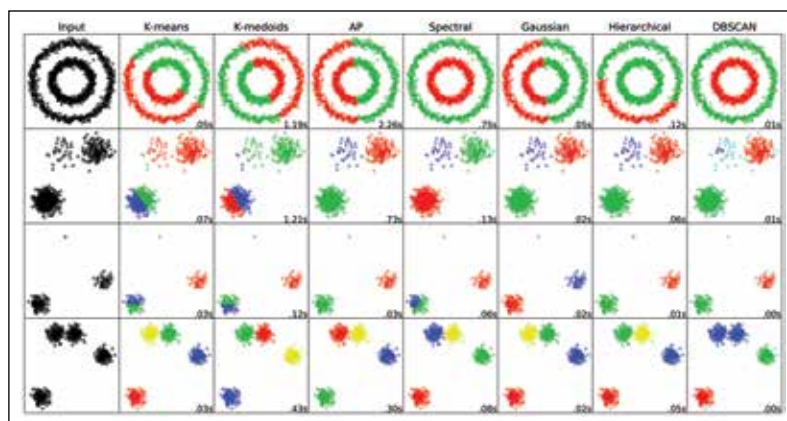 Input K-means K-medoids AP Spectral Gaussian Hierarchical DBSCAN
.05s 1.19s 2.26s .75s .05s .12s .01s
.07s 1.21s .73s .13s .02s .06s .01s
.03s .12s .03s .06s .02s .01s .00s
.03s .43s .30s .08s .02s .05s .00s